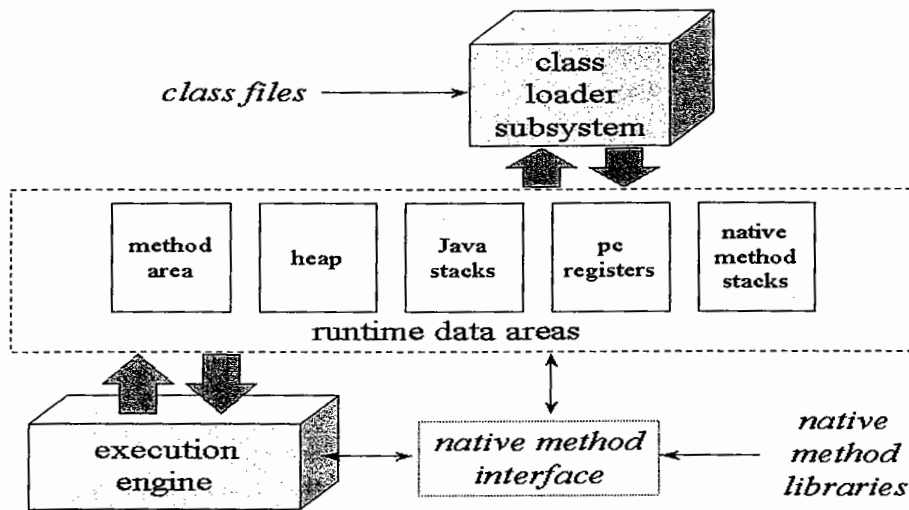 class
loader
subsystem
class files
method
area
heap
Java
stacks
pc
registers
native
method
stacks
runtime data areas
execution
engine
native method
interface
native
method
libraries